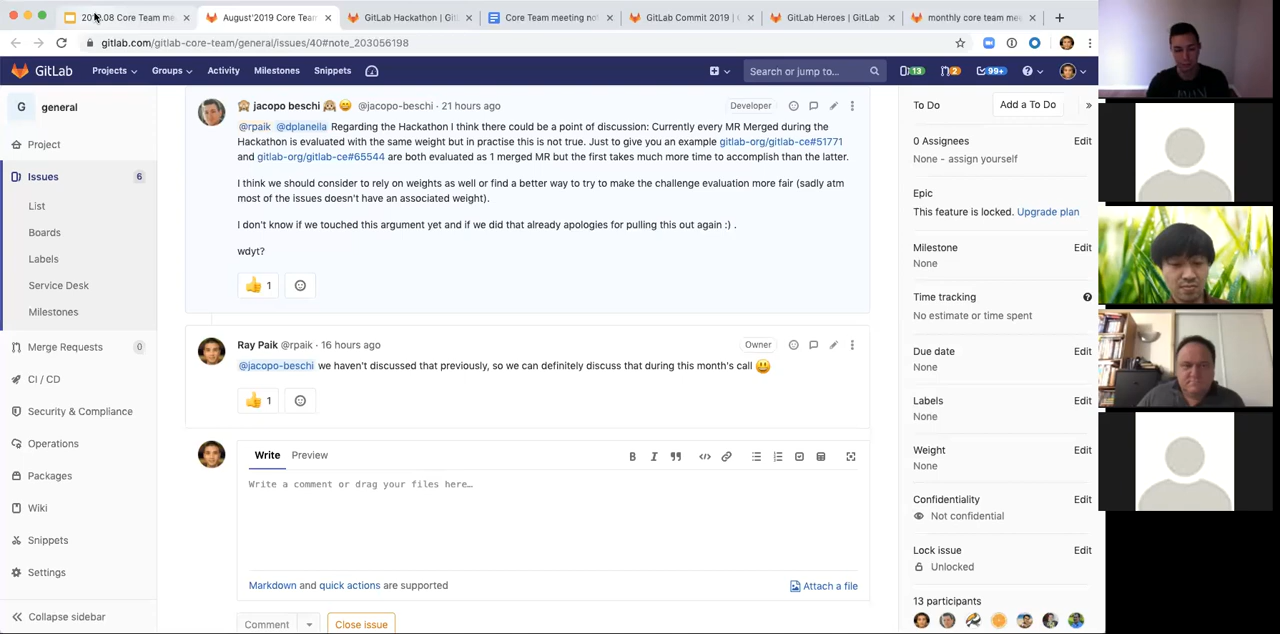 2019.08 Core Team me
August'2019 Core Team
GitLab Hackathon | Git
Core Team meeting no
GitLab Commit 2019 |
GitLab Heroes | GitLab
monthly core team me
gitlab.com/gitlab-core-team/general/issues/40#note_203056198
GitLab Projects Groups Activity Milestones Snippets
Search or jump to...
13
2
99+
G general
Project
Issues 6
List
Boards
Labels
Service Desk
Milestones
Merge Requests 0
CI / CD
Security & Compliance
Operations
Packages
Wiki
Snippets
Settings
Collapse sidebar
jacopo beschi @jacopo-beschi · 21 hours ago
Developer
@rpaik @dplanella Regarding the Hackathon I think there could be a point of discussion: Currently every MR Merged during the
Hackathon is evaluated with the same weight but in practise this is not true. Just to give you an example gitlab-org/gitlab-ce#51771
and gitlab-org/gitlab-ce#65544 are both evaluated as 1 merged MR but the first takes much more time to accomplish than the latter.
I think we should consider to rely on weights as well or find a better way to try to make the challenge evaluation more fair (sadly atm
most of the issues doesn't have an associated weight).
I don't know if we touched this argument yet and if we did that already apologies for pulling this out again :) .
wdyt?
👍 1
Ray Paik @rpaik · 16 hours ago
Owner
@jacopo-beschi we haven't discussed that previously, so we can definitely discuss that during this month's call 😃
👍 1
Write Preview
Write a comment or drag your files here…
Markdown and quick actions are supported
Attach a file
Comment
Close issue
To Do
Add a To Do
»
0 Assignees Edit
None - assign yourself
Epic
This feature is locked. Upgrade plan
Milestone Edit
None
Time tracking
No estimate or time spent
Due date Edit
None
Labels Edit
None
Weight Edit
None
Confidentiality Edit
Not confidential
Lock issue Edit
Unlocked
13 participants